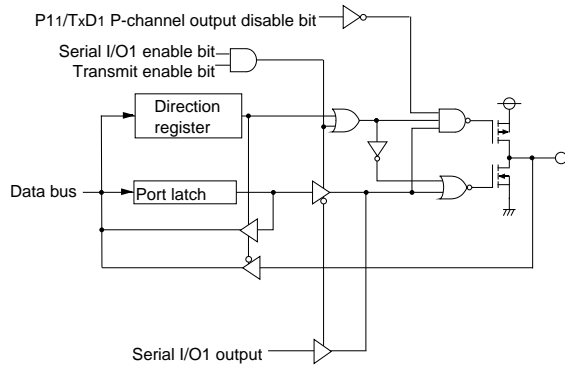 P11/TxD1 P-channel output disable bit
Serial I/O1 enable bit
Transmit enable bit
Direction
register
Data bus
Port latch
Serial I/O1 output